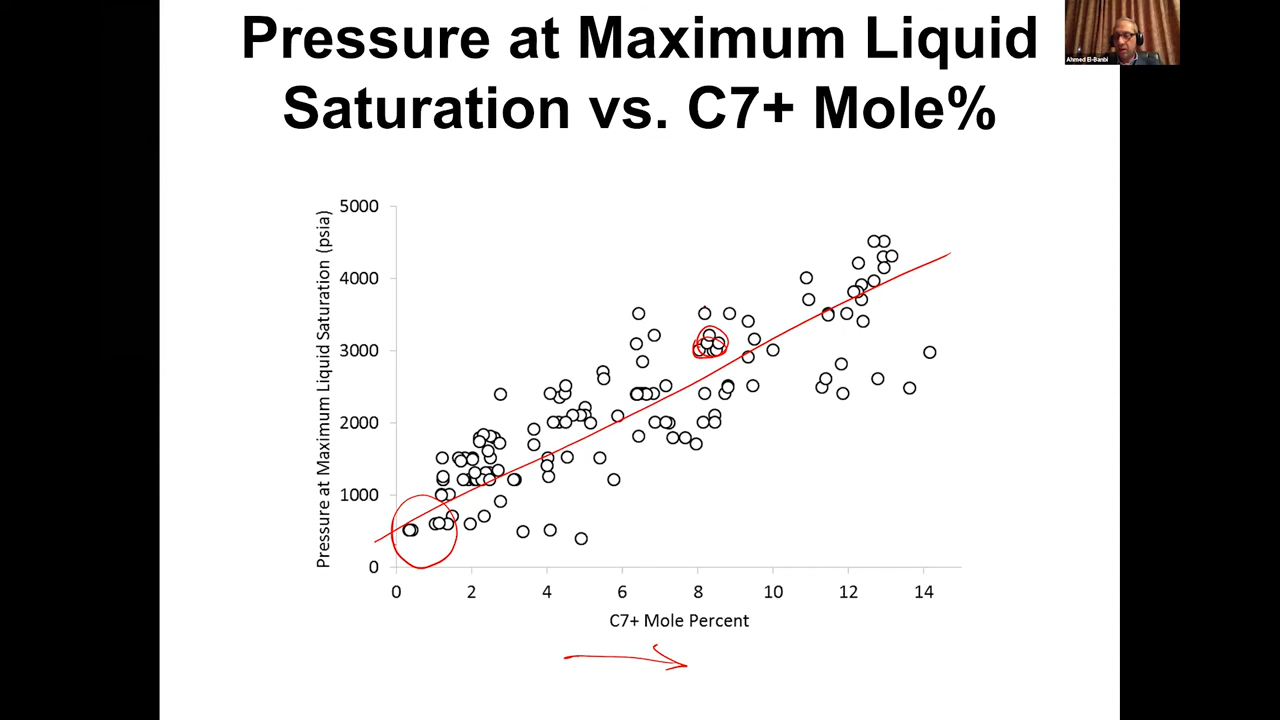 Pressure at Maximum Liquid
Saturation vs. C7+ Mole%
Ahmed El-Banbi
Pressure at Maximum Liquid Saturation (psia)
5000
4000
3000
2000
1000
0
0 2 4 6 8 10 12 14
C7+ Mole Percent